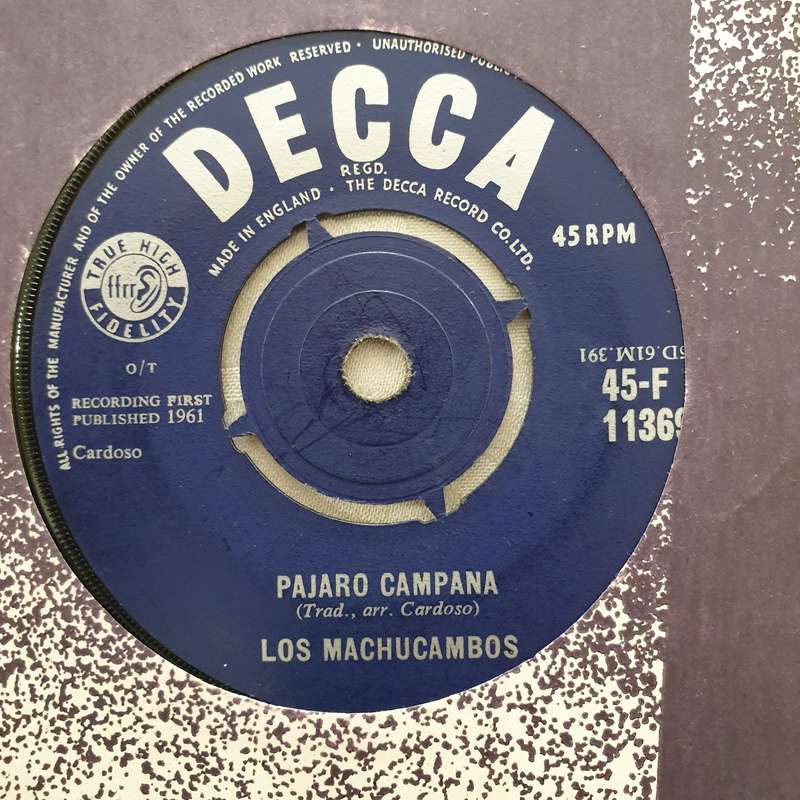 ALL RIGHTS OF THE MANUFACTURER AND OF THE OWNER OF THE RECORDED WORK RESERVED · UNAUTHORISED
DECCA
REGD.
MADE IN ENGLAND · THE DECCA RECORD CO. LTD.
45 RPM
TRUE HIGH
ffrr
FIDELITY
D.61M.391
O/T
45-F
RECORDING FIRST
PUBLISHED 1961
11369
Cardoso
PAJARO CAMPANA
(Trad., arr. Cardoso)
LOS MACHUCAMBOS